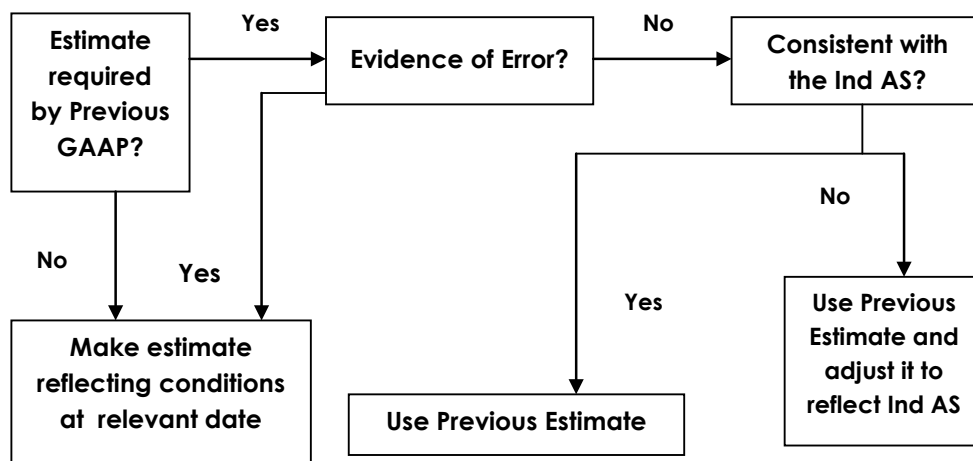 Estimate
required
by Previous
GAAP?
Yes
Evidence of Error?
No
Consistent with
the Ind AS?
No
Yes
Make estimate
reflecting conditions
at relevant date
Yes
Use Previous Estimate
No
Use Previous
Estimate and
adjust it to
reflect Ind AS